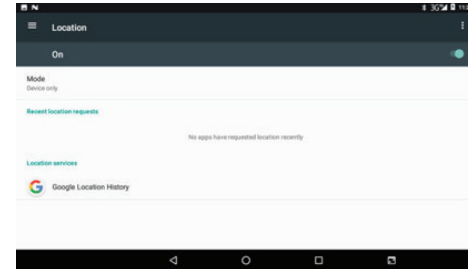 3G
Location
On
Mode
Device only
Recent location requests
No apps have requested location recently
Location services
Google Location History